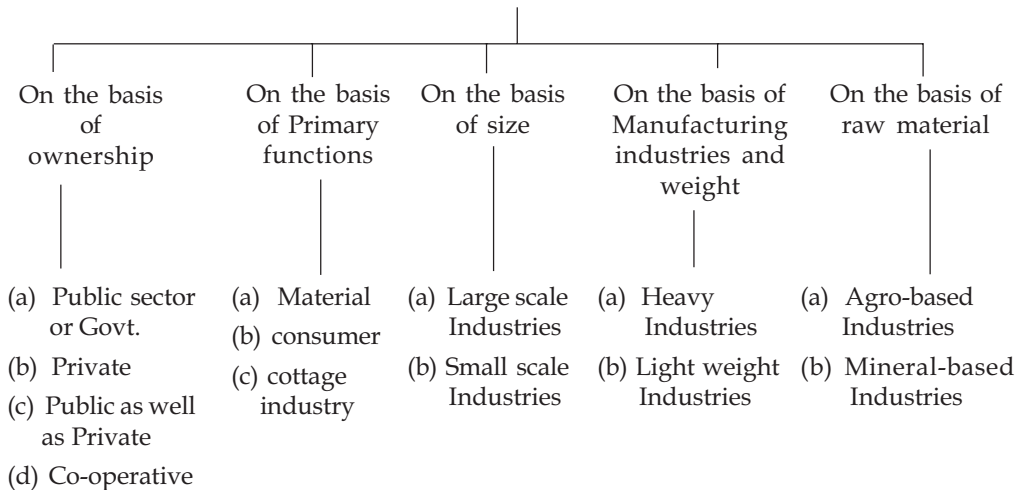 On the basis
of
ownership
(a) Public sector
or Govt.
(b) Private
(c) Public as well
as Private
(d) Co-operative
On the basis
of Primary
functions
(a) Material
(b) consumer
(c) cottage
industry
On the basis
of size
(a) Large scale
Industries
(b) Small scale
Industries
On the basis of
Manufacturing
industries and
weight
(a) Heavy
Industries
(b) Light weight
Industries
On the basis of
raw material
(a) Agro-based
Industries
(b) Mineral-based
Industries